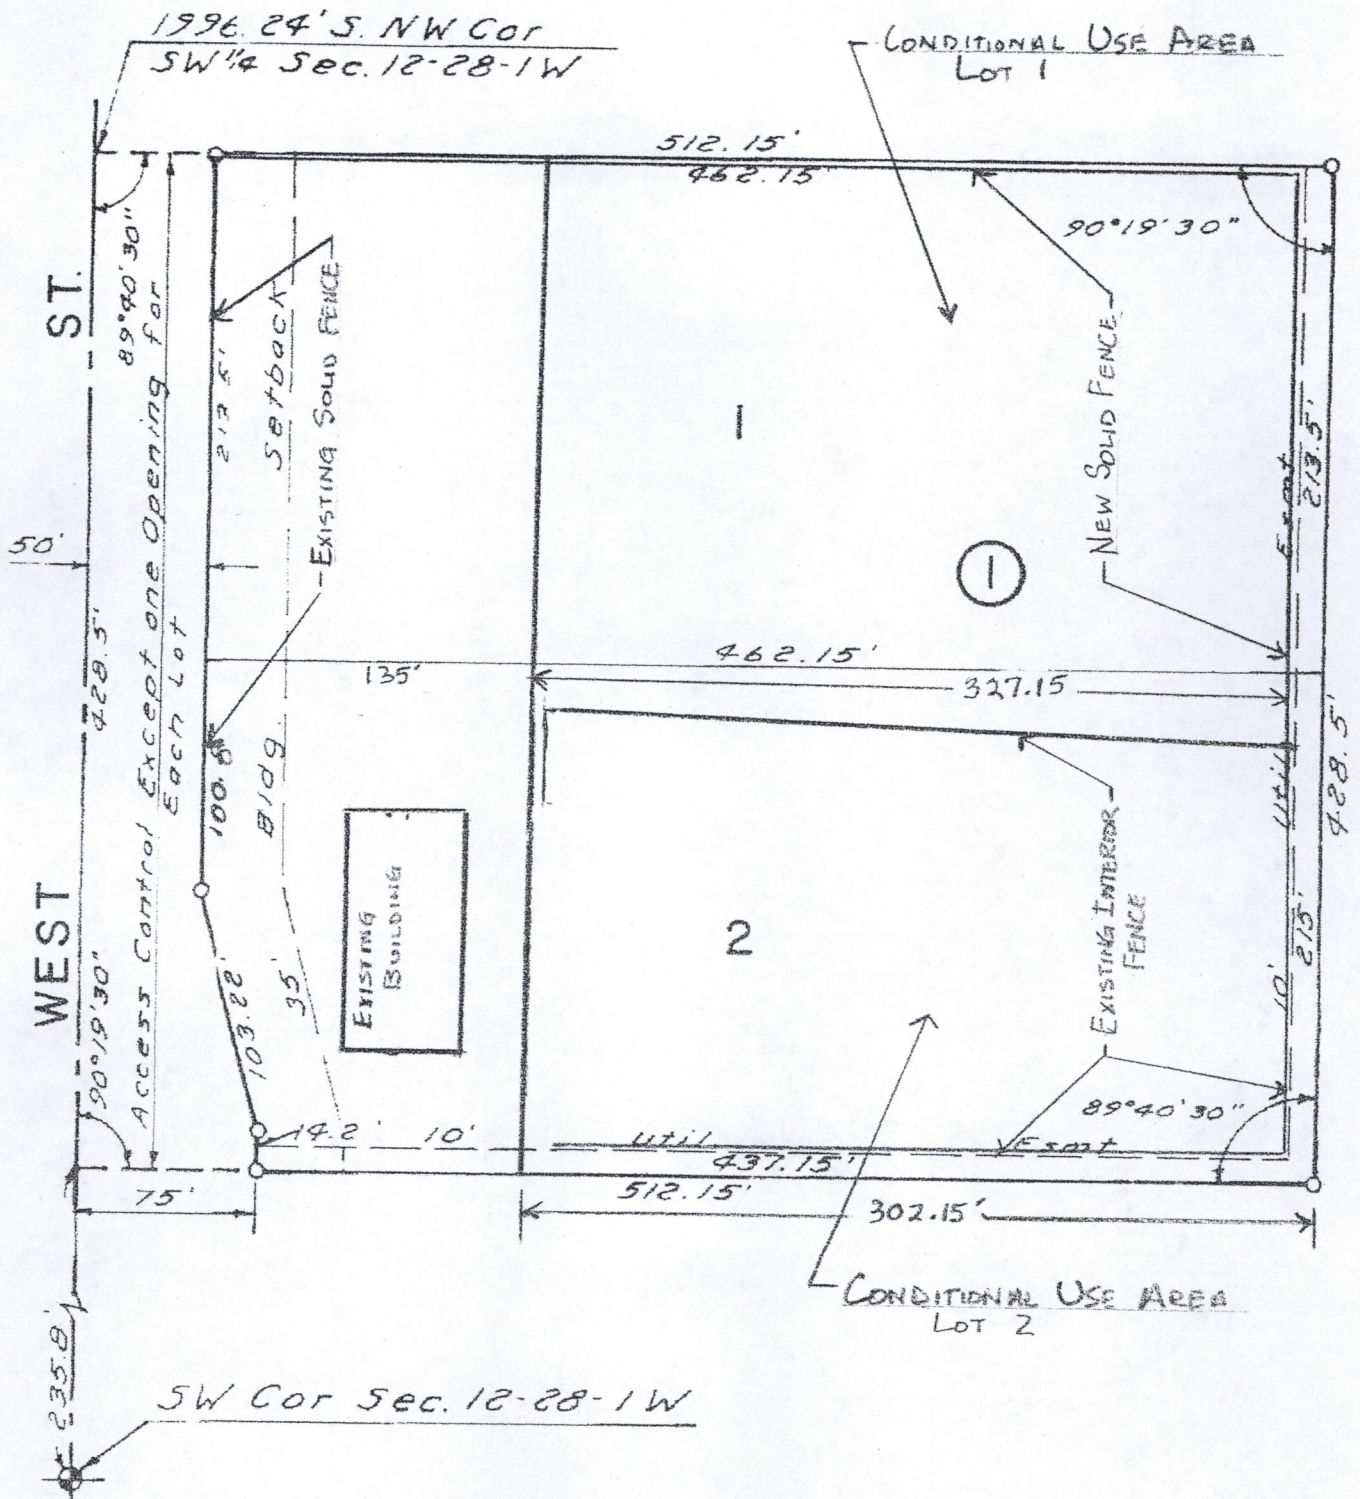 1996.24' S. NW Cor
SW 1/4 Sec. 12-28-1W
CONDITIONAL USE AREA
LOT 1
512.15'
462.15'
90°19'30"
89°40'30"
ST.
WEST
50'
428.5'
Access Control Except one Opening for
Each Lot
213.5'
Setback
EXISTING SOLID FENCE
1
1
NEW SOLID FENCE
Esmt
213.5'
462.15'
135'
327.15
428.5'
100.8'
Bldg.
35'
103.22'
EXISTING
BUILDING
2
EXISTING INTERIOR
FENCE
Util
215'
10'
90°19'30"
89°40'30"
14.2'
10'
Util
Esmt
437.15'
512.15'
75'
302.15'
CONDITIONAL USE AREA
LOT 2
235.8'
SW Cor Sec. 12-28-1W